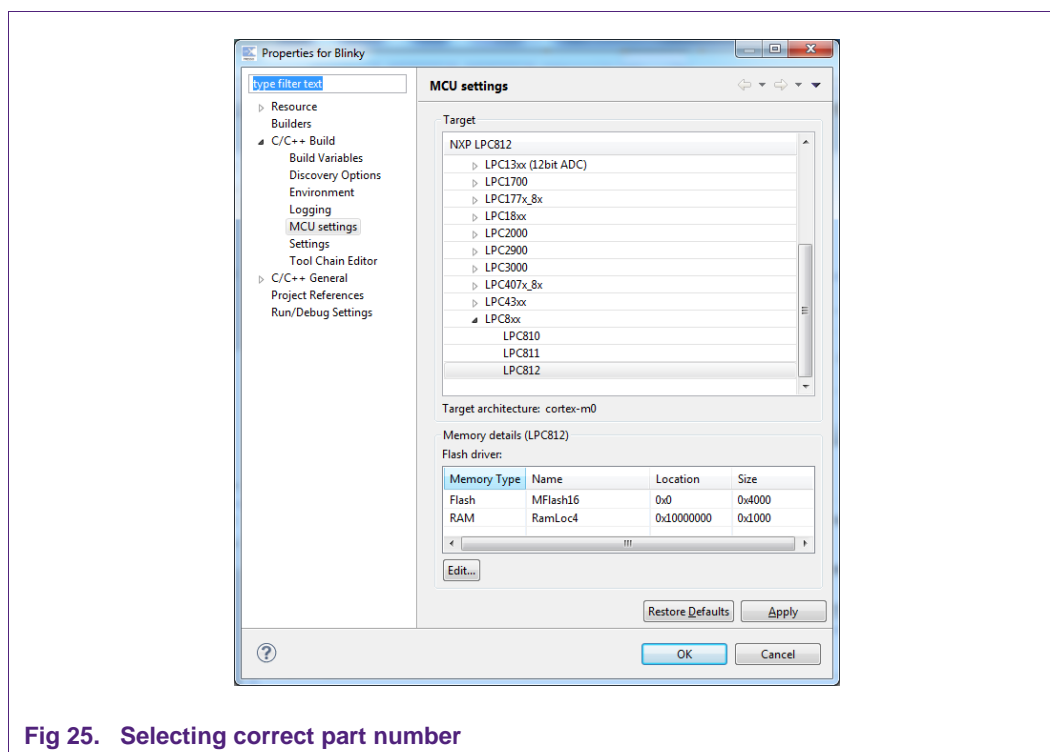 Properties for Blinky
type filter text
Resource
Builders
C/C++ Build
Build Variables
Discovery Options
Environment
Logging
MCU settings
Settings
Tool Chain Editor
C/C++ General
Project References
Run/Debug Settings
MCU settings
Target
NXP LPC812
LPC13xx (12bit ADC)
LPC1700
LPC177x_8x
LPC18xx
LPC2000
LPC2900
LPC3000
LPC407x_8x
LPC43xx
LPC8xx
LPC810
LPC811
LPC812
Target architecture: cortex-m0
Memory details (LPC812)
Flash driver:
Memory Type Name Location Size
Flash MFlash16 0x0 0x4000
RAM RamLoc4 0x10000000 0x1000
Edit...
Restore Defaults Apply
? OK Cancel
Fig 25. Selecting correct part number